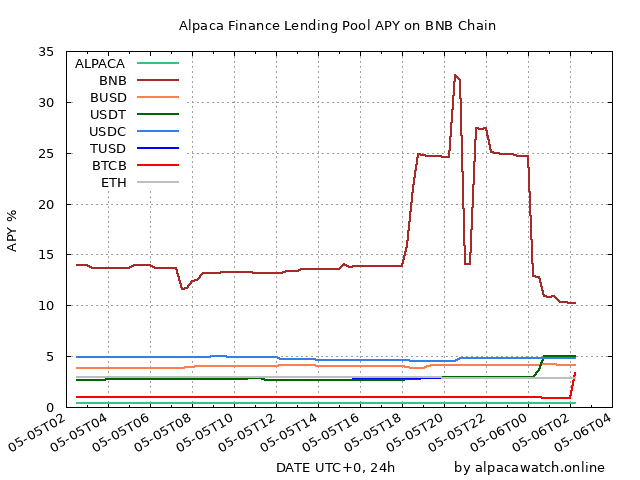 Alpaca Finance Lending Pool APY on BNB Chain
APY %
35
30
25
20
15
10
5
0
ALPACA
BNB
BUSD
USDT
USDC
TUSD
BTCB
ETH
05-05T02
05-05T04
05-05T06
05-05T08
05-05T10
05-05T12
05-05T14
05-05T16
05-05T18
05-05T20
05-05T22
05-06T00
05-06T02
05-06T04
DATE UTC+0, 24h
by alpacawatch.online